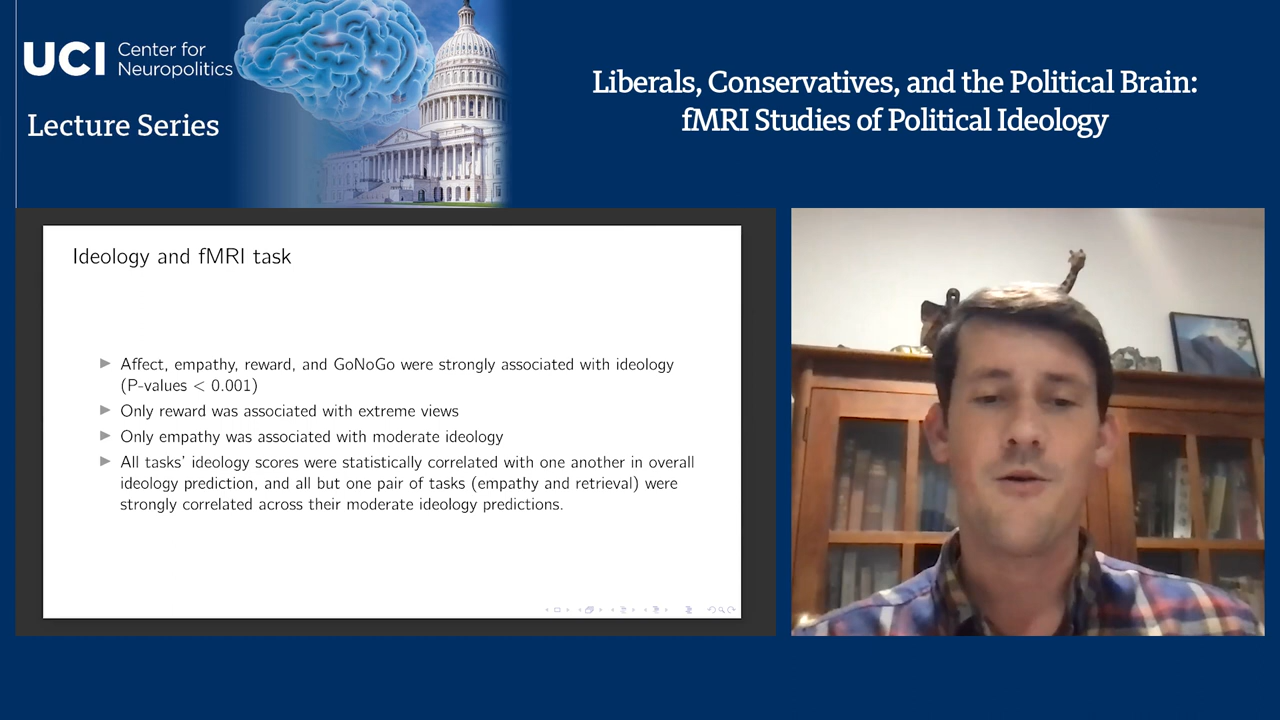 UCI Center for
Neuropolitics
Lecture Series
Liberals, Conservatives, and the Political Brain:
fMRI Studies of Political Ideology
Ideology and fMRI task
Affect, empathy, reward, and GoNoGo were strongly associated with ideology
(P-values < 0.001)
Only reward was associated with extreme views
Only empathy was associated with moderate ideology
All tasks' ideology scores were statistically correlated with one another in overall
ideology prediction, and all but one pair of tasks (empathy and retrieval) were
strongly correlated across their moderate ideology predictions.